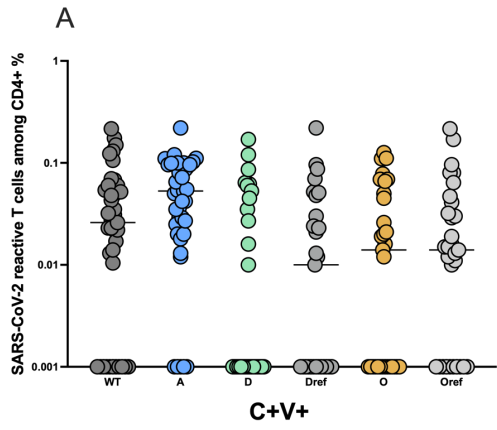 A
SARS-CoV-2 reactive T cells among CD4+ %
1
0.1
0.01
0.001
WT A D Dref O Oref
C+V+